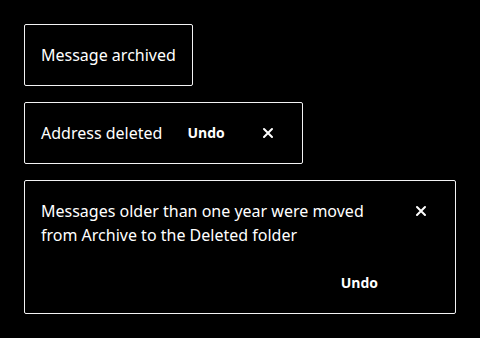 Message archived
Address deleted Undo
Messages older than one year were moved
from Archive to the Deleted folder
Undo